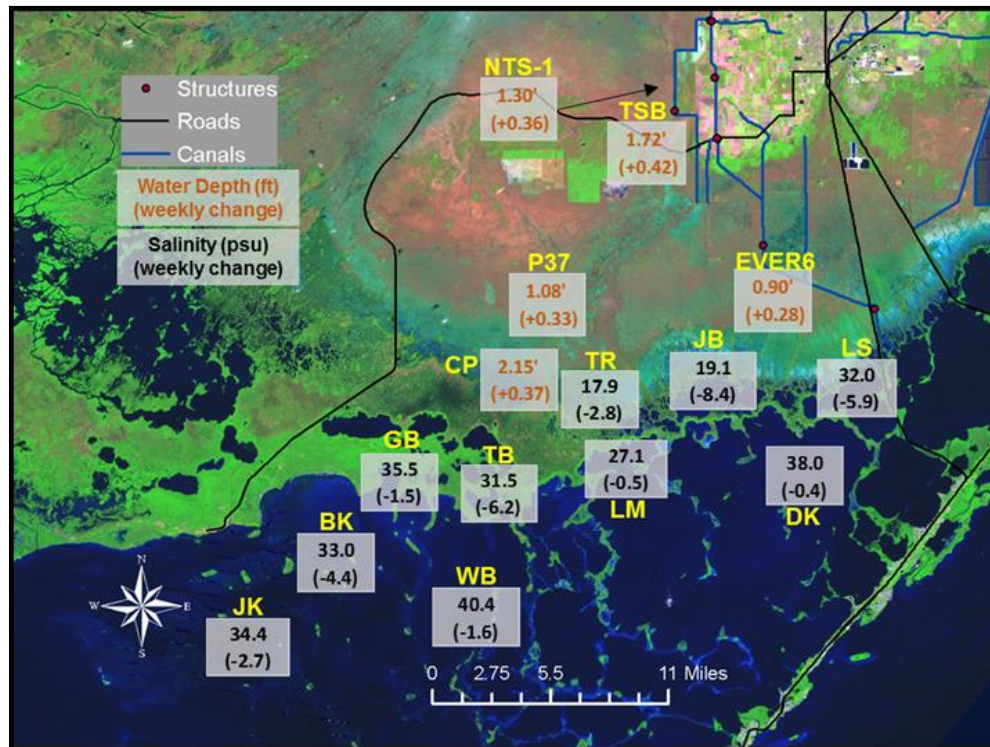 NTS-1
1.30'
(+0.36)
Structures
Roads
Canals
TSB
1.72'
(+0.42)
Water Depth (ft)
(weekly change)
Salinity (psu)
(weekly change)
P37
1.08'
(+0.33)
EVER6
0.90'
(+0.28)
CP
2.15'
(+0.37)
TR
17.9
(-2.8)
JB
19.1
(-8.4)
LS
32.0
(-5.9)
GB
35.5
(-1.5)
TB
31.5
(-6.2)
27.1
(-0.5)
LM
38.0
(-0.4)
DK
BK
33.0
(-4.4)
WB
40.4
(-1.6)
JK
34.4
(-2.7)
N
W E
S
0 2.75 5.5 11 Miles